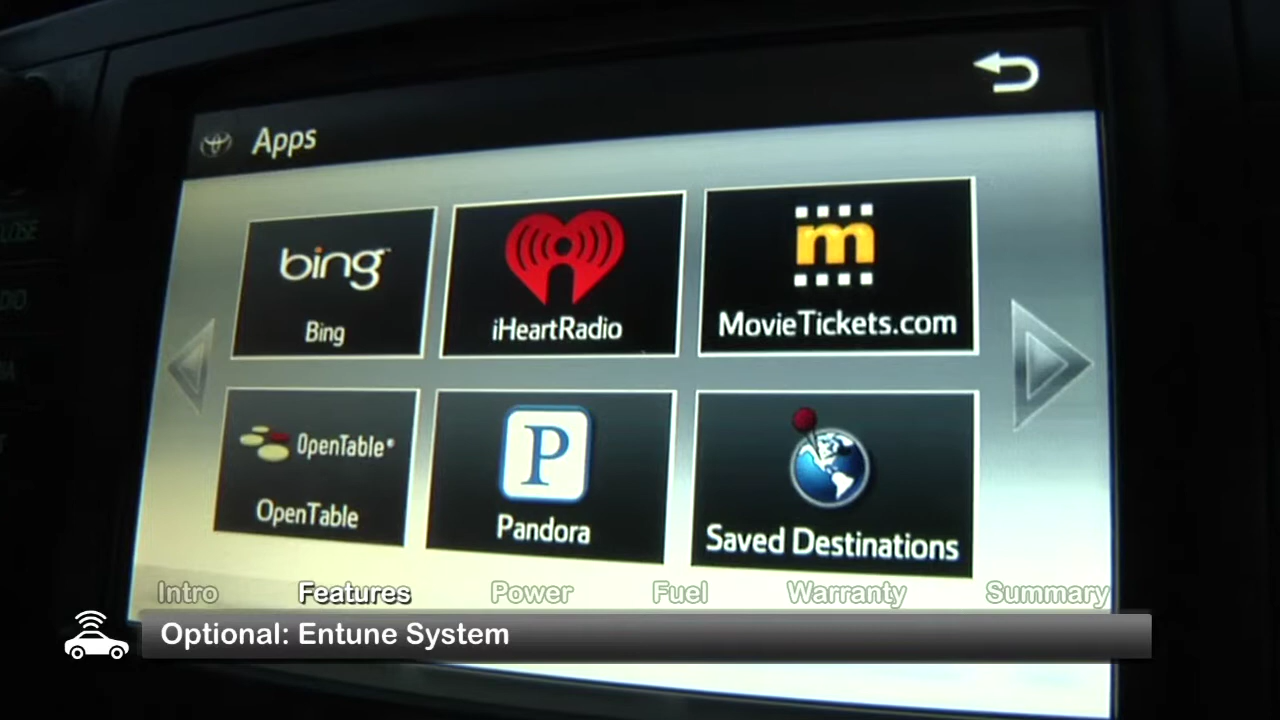 Apps
bing
Bing
iHeartRadio
m
MovieTickets.com
OpenTable®
OpenTable
P
Pandora
Saved Destinations
Intro Features Power Fuel Warranty Summary
Optional: Entune System